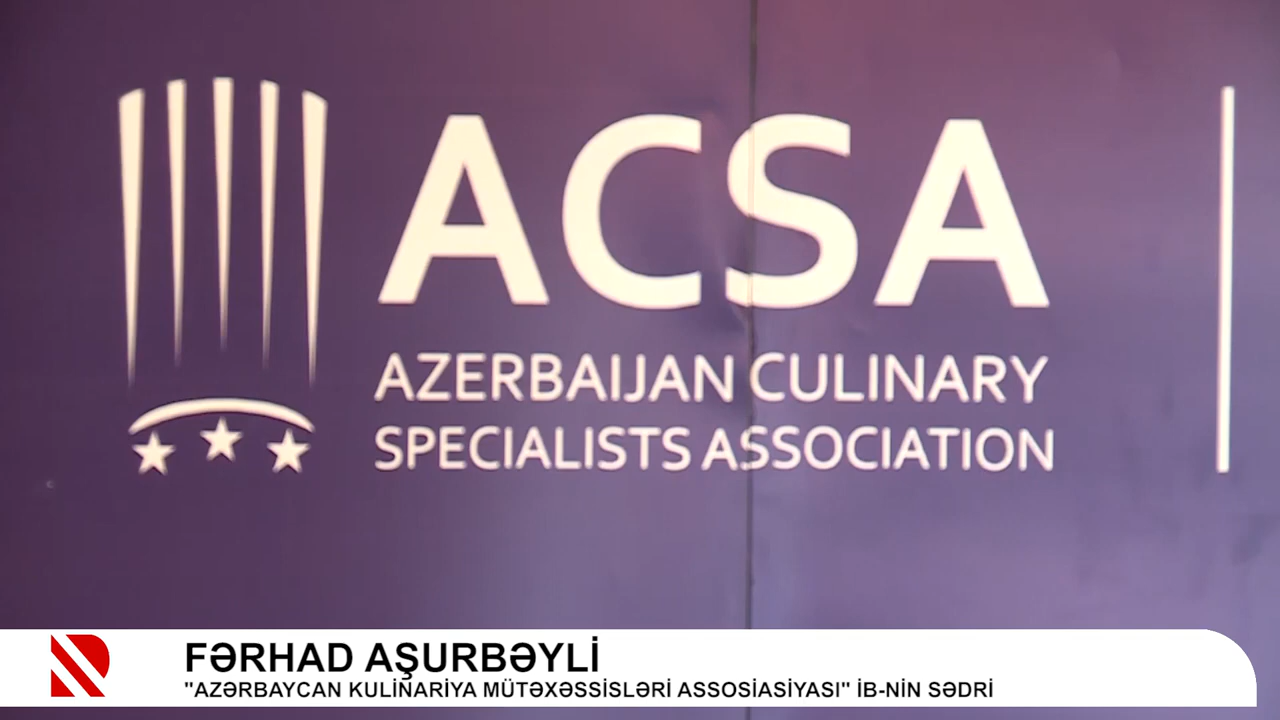 ACSA
AZERBAIJAN CULINARY
SPECIALISTS ASSOCIATION
FƏRHAD AŞURBƏYLİ
"AZƏRBAYCAN KULİNARİYA MÜTƏXƏSSİSLƏRİ ASSOSİASİYASI" İB-NİN SƏDRİ